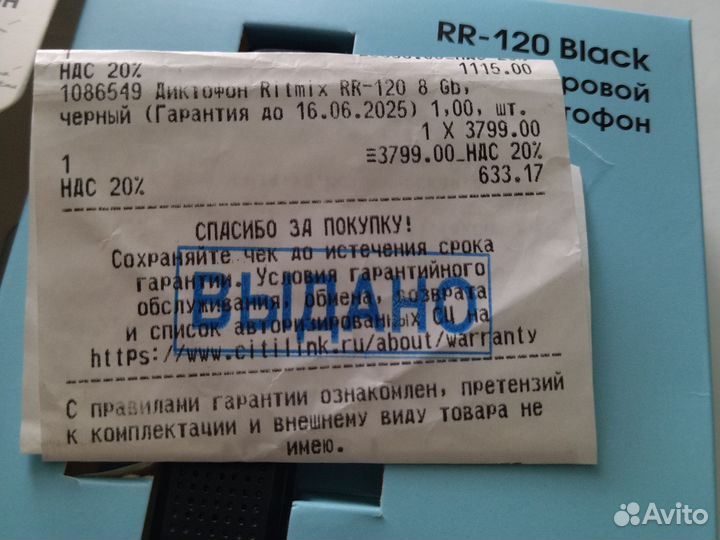 RR-120 Black
ровой
тофон
1
НДС 20%
1115.00
1086549 Диктофон Ritmix RR-120 8 Gb,
черный (Гарантия до 16.06.2025) 1,00, шт.
1 X 3799.00
1
≡3799.00_НДС 20%
НДС 20%
633.17
СПАСИБО ЗА ПОКУПКУ!
Сохраняйте чек до истечения срока
гарантии. Условия гарантийного
обслуживания, обмена, возврата
и список авторизированных СЦ на
https://www.citilink.ru/about/warranty
ВЫДАНО
С правилами гарантии ознакомлен, претензий
к комплектации и внешнему виду товара не
имею.
Avito